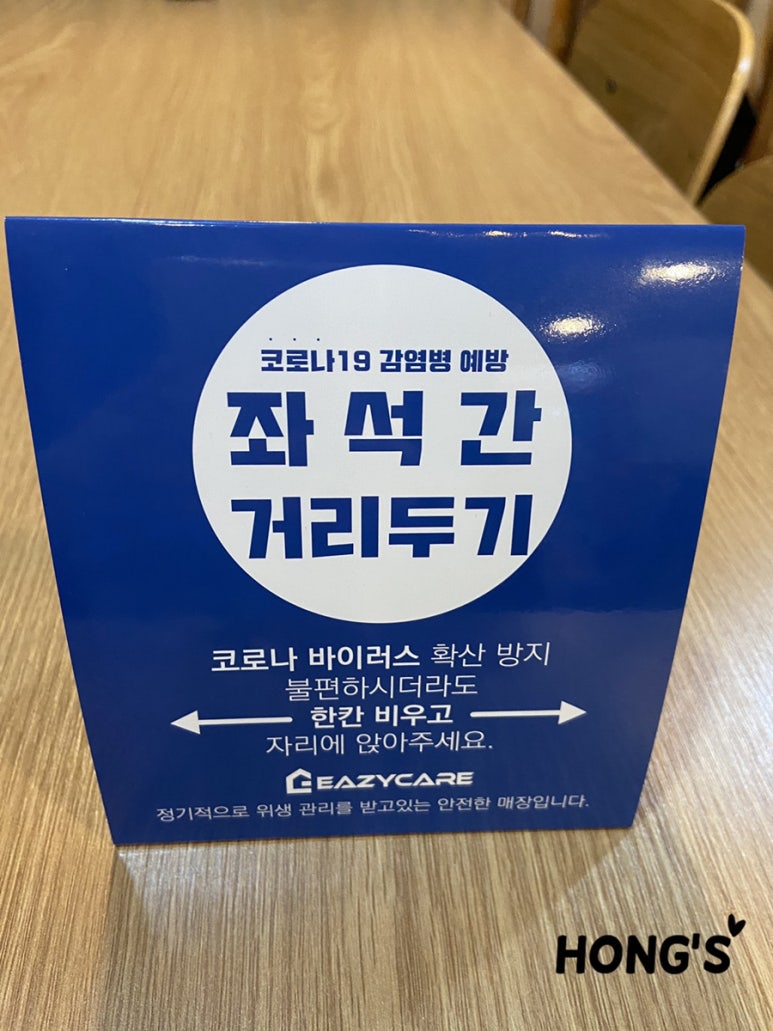 코로나19 감염병 예방
좌석간
거리두기
코로나 바이러스 확산 방지
불편하시더라도
한칸 비우고
자리에 앉아주세요.
EAZYCARE
정기적으로 위생 관리를 받고있는 안전한 매장입니다.
HONG'S